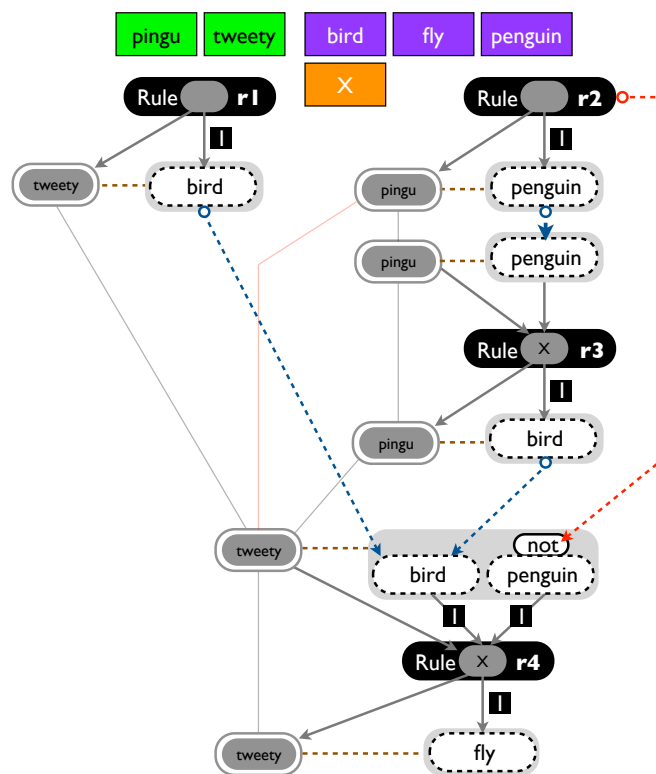 pingu tweety bird fly penguin
X
Rule r1 Rule r2
I I
tweety bird pingu penguin
pingu penguin
Rule X r3
I
pingu bird
not
tweety bird penguin
I I
Rule X r4
I
tweety fly